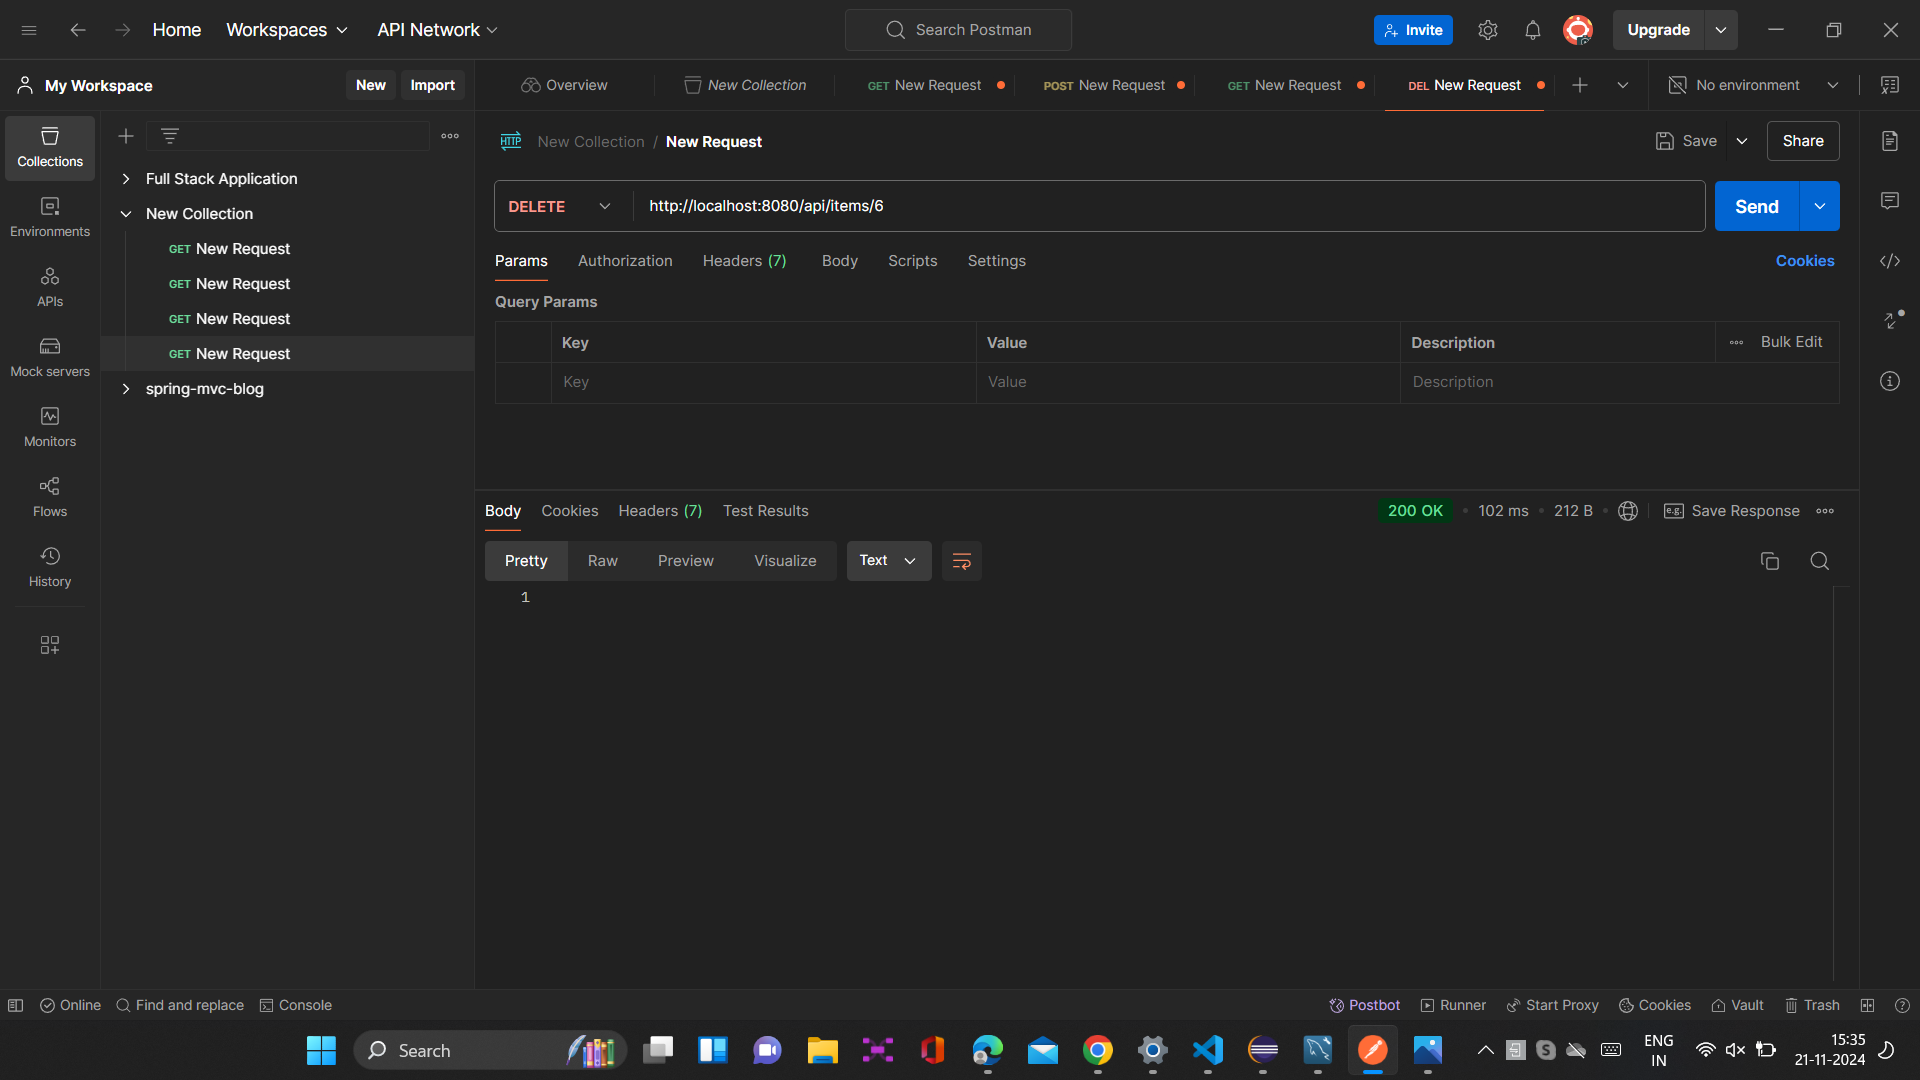 Home Workspaces API Network Search Postman Invite Upgrade
My Workspace New Import Overview New Collection GET New Request POST New Request GET New Request DEL New Request No environment
Collections
Environments
APIs
Mock servers
Monitors
Flows
History
Full Stack Application
New Collection
GET New Request
GET New Request
GET New Request
GET New Request
spring-mvc-blog
HTTP New Collection / New Request Save Share
DELETE http://localhost:8080/api/items/6 Send
Params Authorization Headers (7) Body Scripts Settings Cookies
Query Params
Key Value Description Bulk Edit
Key Value Description
Body Cookies Headers (7) Test Results 200 OK • 102 ms • 212 B • e.g. Save Response
Pretty Raw Preview Visualize Text
1
Online Find and replace Console Postbot Runner Start Proxy Cookies Vault Trash
Search ENG 15:35
IN 21-11-2024